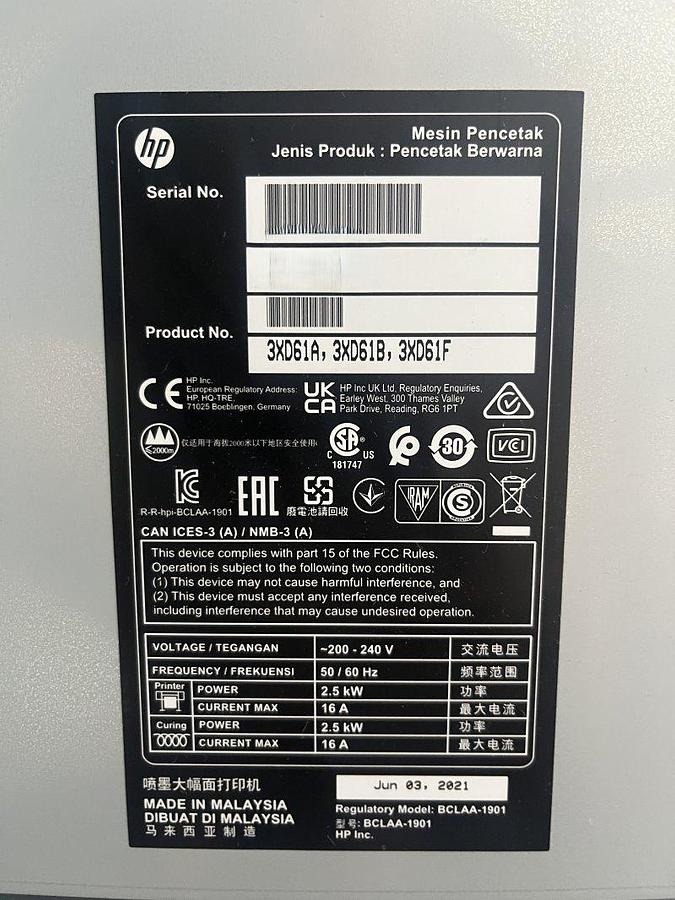 hp
Mesin Pencetak
Jenis Produk : Pencetak Berwarna
Serial No.
Product No.
3XD61A, 3XD61B, 3XD61F
CE
HP Inc.
European Regulatory Address:
HP, HQ-TRE,
71025 Boeblingen, Germany
UK
CA
HP Inc UK Ltd, Regulatory Enquiries,
Earley West, 300 Thames Valley
Park Drive, Reading, RG6 1PT
2000m
仅适用于海拔2000米以下地区安全使用
C US
181747
30
VCI
R-R-hpi-BCLAA-1901
EAC
廢電池請回收
IRAM
S
CAN ICES-3 (A) / NMB-3 (A)
This device complies with part 15 of the FCC Rules.
Operation is subject to the following two conditions:
(1) This device may not cause harmful interference, and
(2) This device must accept any interference received,
including interference that may cause undesired operation.
VOLTAGE / TEGANGAN ~200 - 240 V 交流电压
FREQUENCY / FREKUENSI 50 / 60 Hz 频率范围
Printer POWER 2.5 kW 功率
CURRENT MAX 16 A 最大电流
Curing POWER 2.5 kW 功率
CURRENT MAX 16 A 最大电流
喷墨大幅面打印机
MADE IN MALAYSIA
DIBUAT DI MALAYSIA
马来西亚制造
Jun 03, 2021
Regulatory Model: BCLAA-1901
型号: BCLAA-1901
HP Inc.